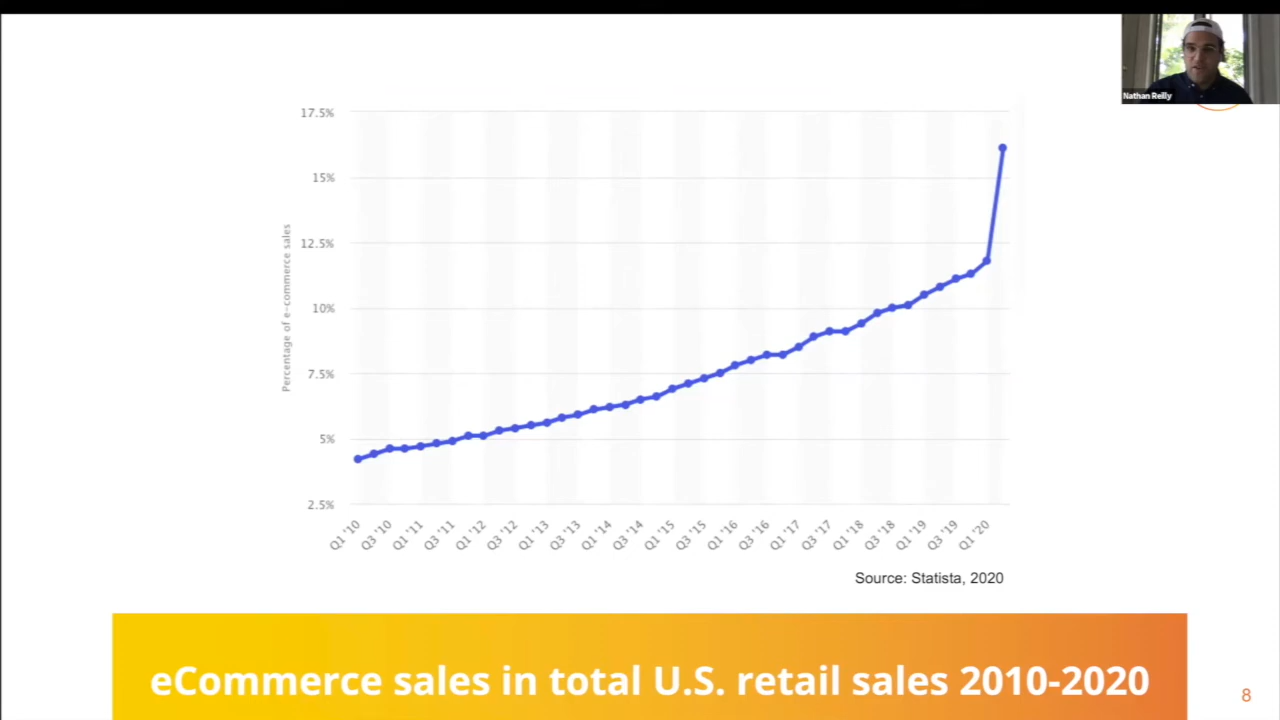 Nathan Reilly
17.5%
15%
12.5%
10%
7.5%
5%
2.5%
Percentage of e-commerce sales
Q1 '10
Q3 '10
Q1 '11
Q3 '11
Q1 '12
Q3 '12
Q1 '13
Q3 '13
Q1 '14
Q3 '14
Q1 '15
Q3 '15
Q1 '16
Q3 '16
Q1 '17
Q3 '17
Q1 '18
Q3 '18
Q1 '19
Q3 '19
Q1 '20
Source: Statista, 2020
eCommerce sales in total U.S. retail sales 2010-2020
8